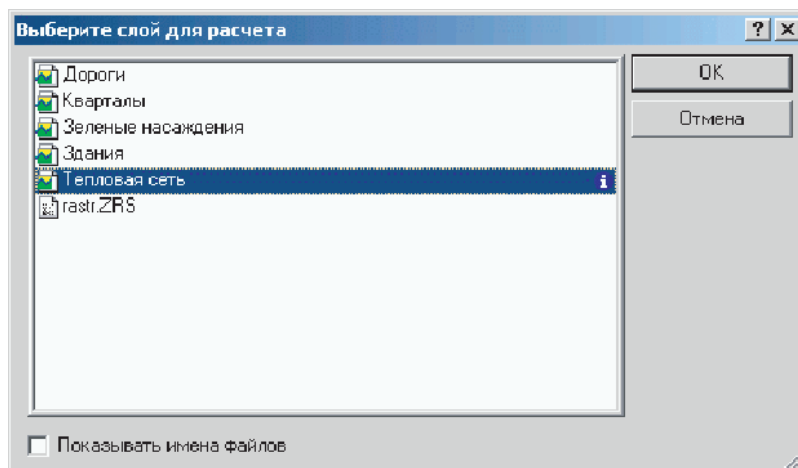 Выберите слой для расчета
Дороги
Кварталы
Зеленые насаждения
Здания
Тепловая сеть
rastr.ZRS
OK
Отмена
Показывать имена файлов